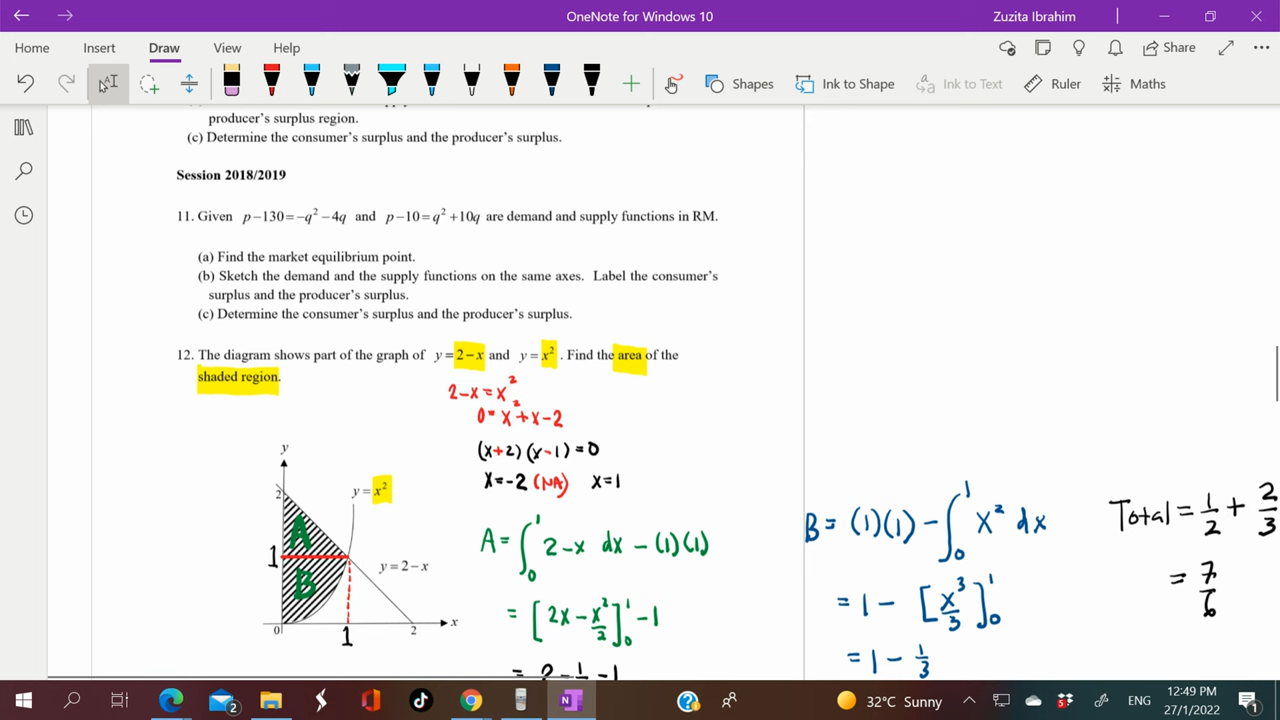 OneNote for Windows 10
Zuzita Ibrahim
Home Insert Draw View Help
Share
Shapes Ink to Shape Ink to Text Ruler Maths
producer's surplus region.
(c) Determine the consumer's surplus and the producer's surplus.
Session 2018/2019
11. Given p−130=−q²−4q and p−10=q²+10q are demand and supply functions in RM.
(a) Find the market equilibrium point.
(b) Sketch the demand and the supply functions on the same axes. Label the consumer's
surplus and the producer's surplus.
(c) Determine the consumer's surplus and the producer's surplus.
12. The diagram shows part of the graph of y=2−x and y=x². Find the area of the
shaded region.
2−x=x²
0=x²+x−2
(x+2)(x−1)=0
x=−2 (NA) x=1
y
2
y=x²
A
1
B
y=2−x
0
1
2
x
A=∫₀¹ 2−x dx −(1)(1)
=[2x−x²/2]₀¹−1
=2−1/2−1
B=(1)(1)−∫₀¹ x² dx
=1−[x³/3]₀¹
=1−1/3
Total=1/2+2/3
=7/6
2
5
32°C Sunny
ENG
12:49 PM
27/1/2022
1